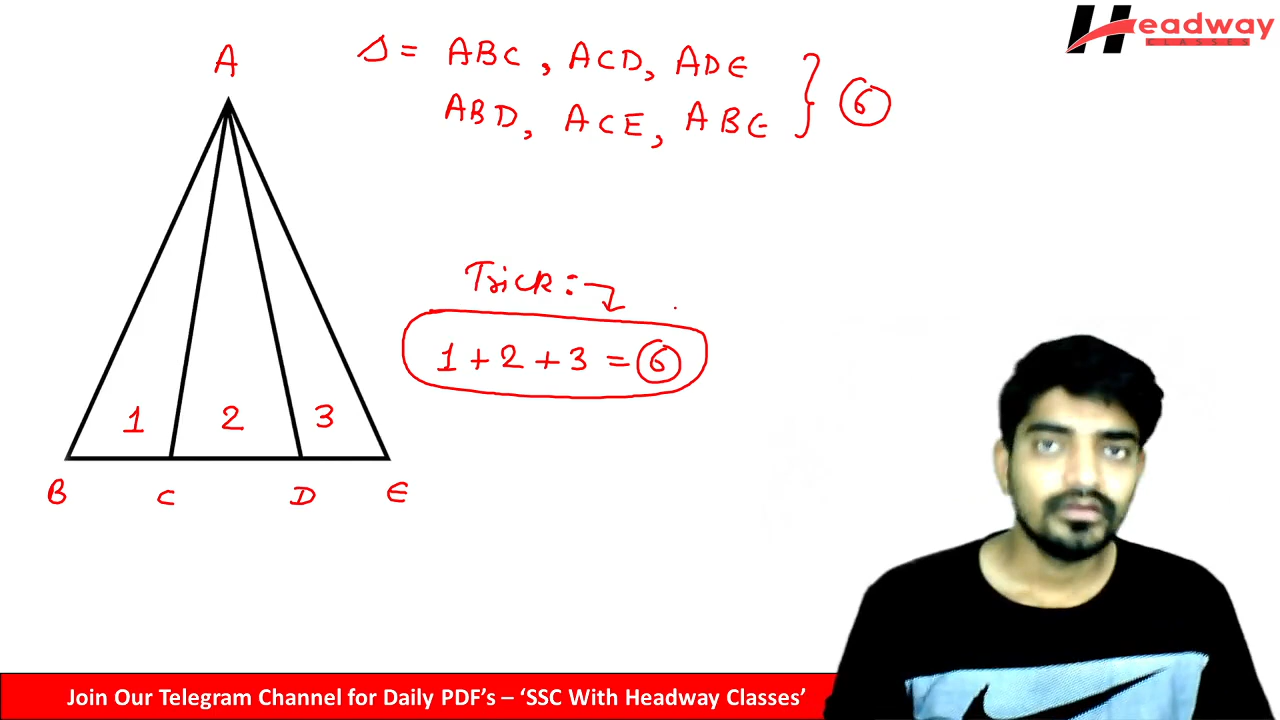 Headway
CLASSES
A
Δ = ABC, ACD, ADE
ABD, ACE, ABE
6
Trick :
1 + 2 + 3 = 6
1 2 3
B C D E
Join Our Telegram Channel for Daily PDF's – ‘SSC With Headway Classes’